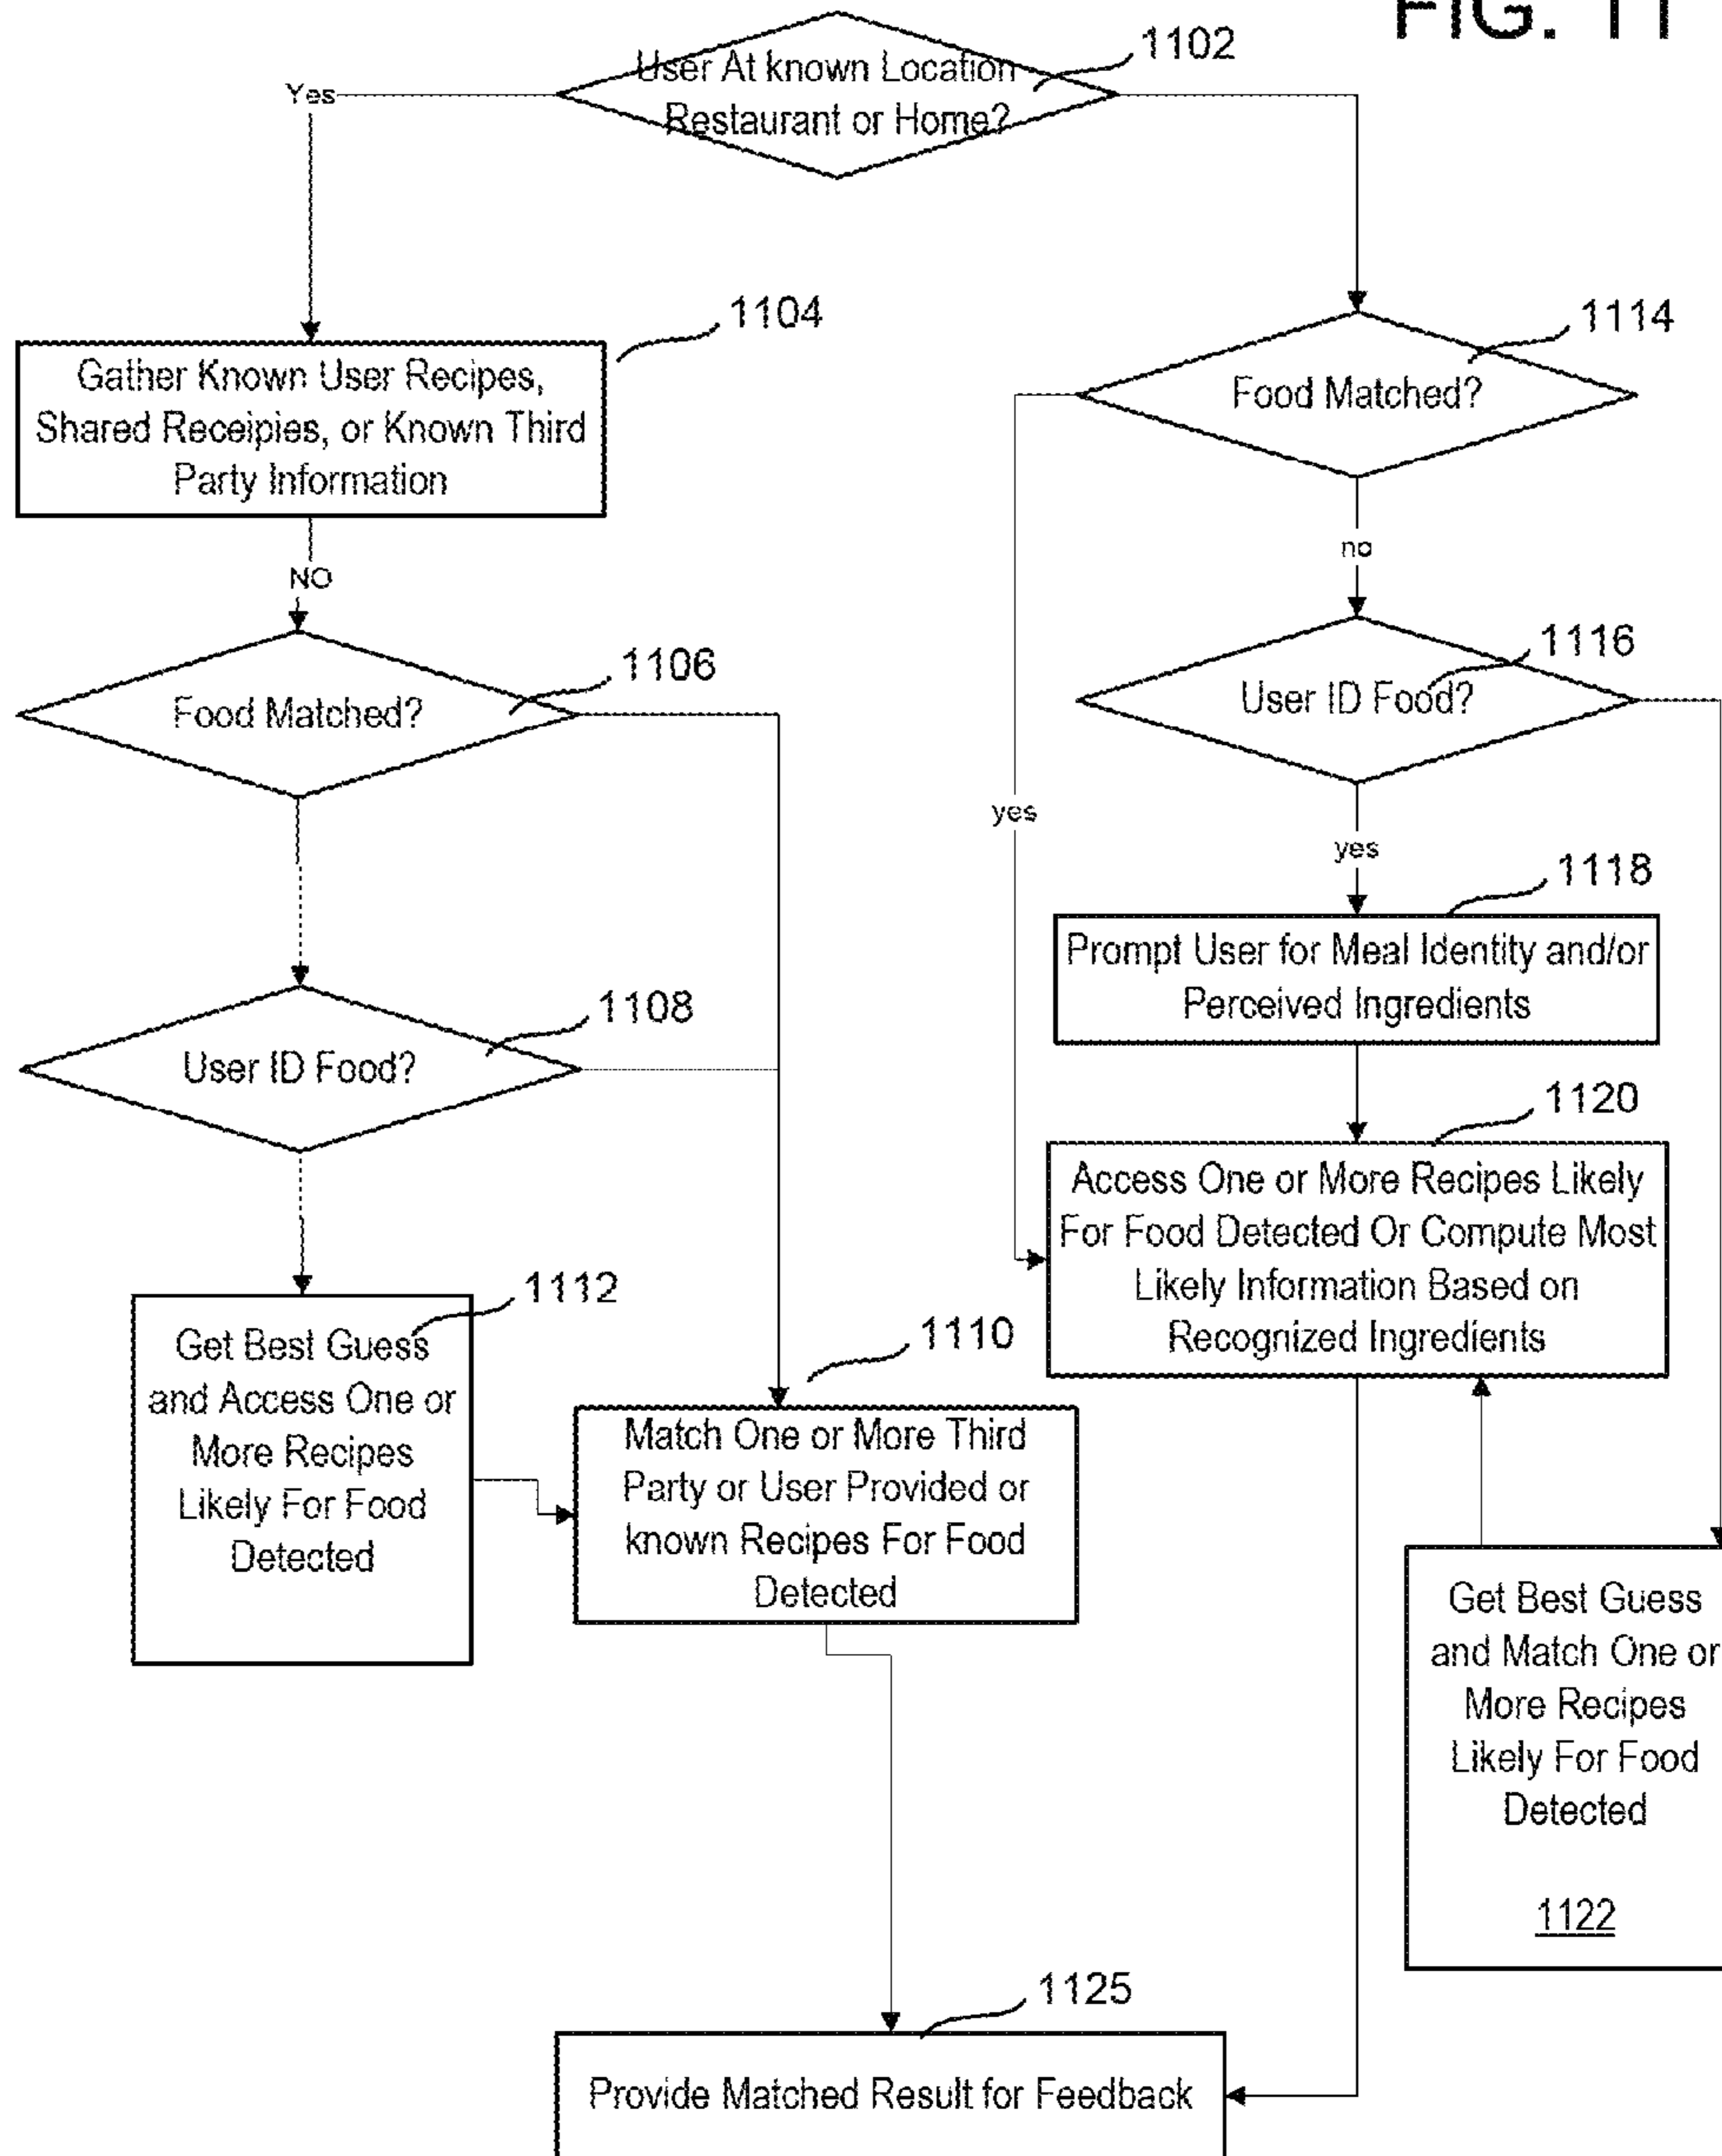 FIG. 11
User At known Location
Restaurant or Home?
1102
Yes
1104
Gather Known User Recipes,
Shared Receipies, or Known Third
Party Information
NO
1106
Food Matched?
1108
User ID Food?
1112
Get Best Guess
and Access One or
More Recipes
Likely For Food
Detected
1110
Match One or More Third
Party or User Provided or
known Recipes For Food
Detected
1114
Food Matched?
no
yes
1116
User ID Food?
yes
1118
Prompt User for Meal Identity and/or
Perceived Ingredients
1120
Access One or More Recipes Likely
For Food Detected Or Compute Most
Likely Information Based on
Recognized Ingredients
Get Best Guess
and Match One or
More Recipes
Likely For Food
Detected
1122
1125
Provide Matched Result for Feedback